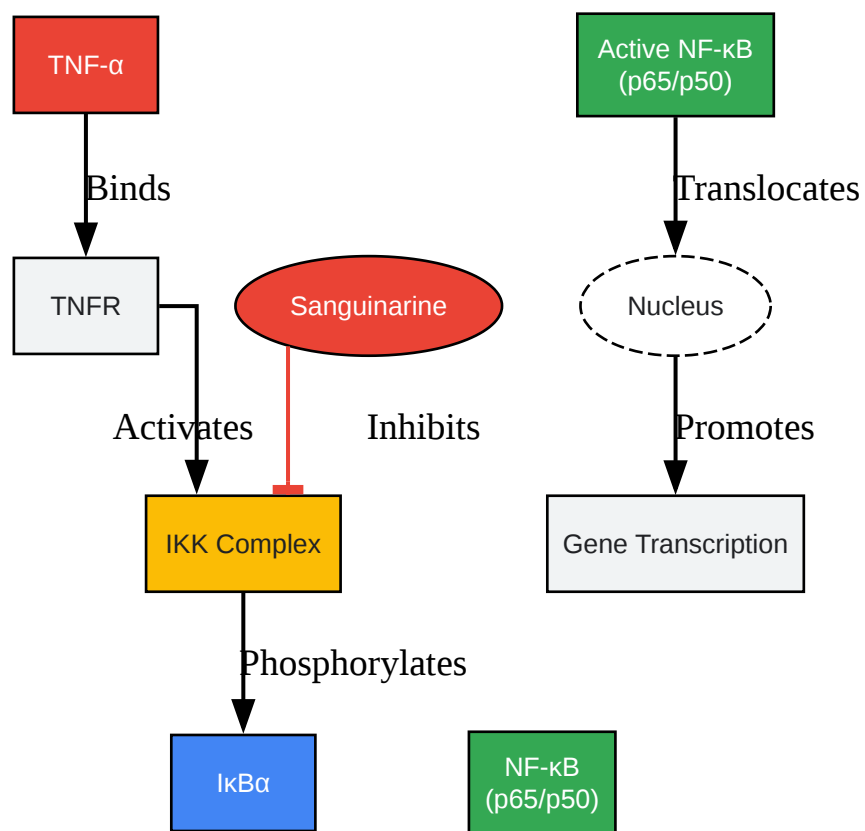 TNF-α
Active NF-κB
(p65/p50)
Binds
Translocates
TNFR
Sanguinarine
Nucleus
Activates
Inhibits
Promotes
IKK Complex
Gene Transcription
Phosphorylates
IκBα
NF-κB
(p65/p50)